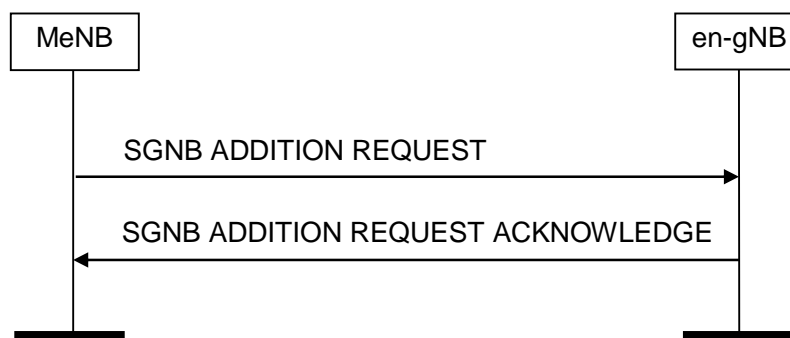 MeNB
en-gNB
SGNB ADDITION REQUEST
SGNB ADDITION REQUEST ACKNOWLEDGE